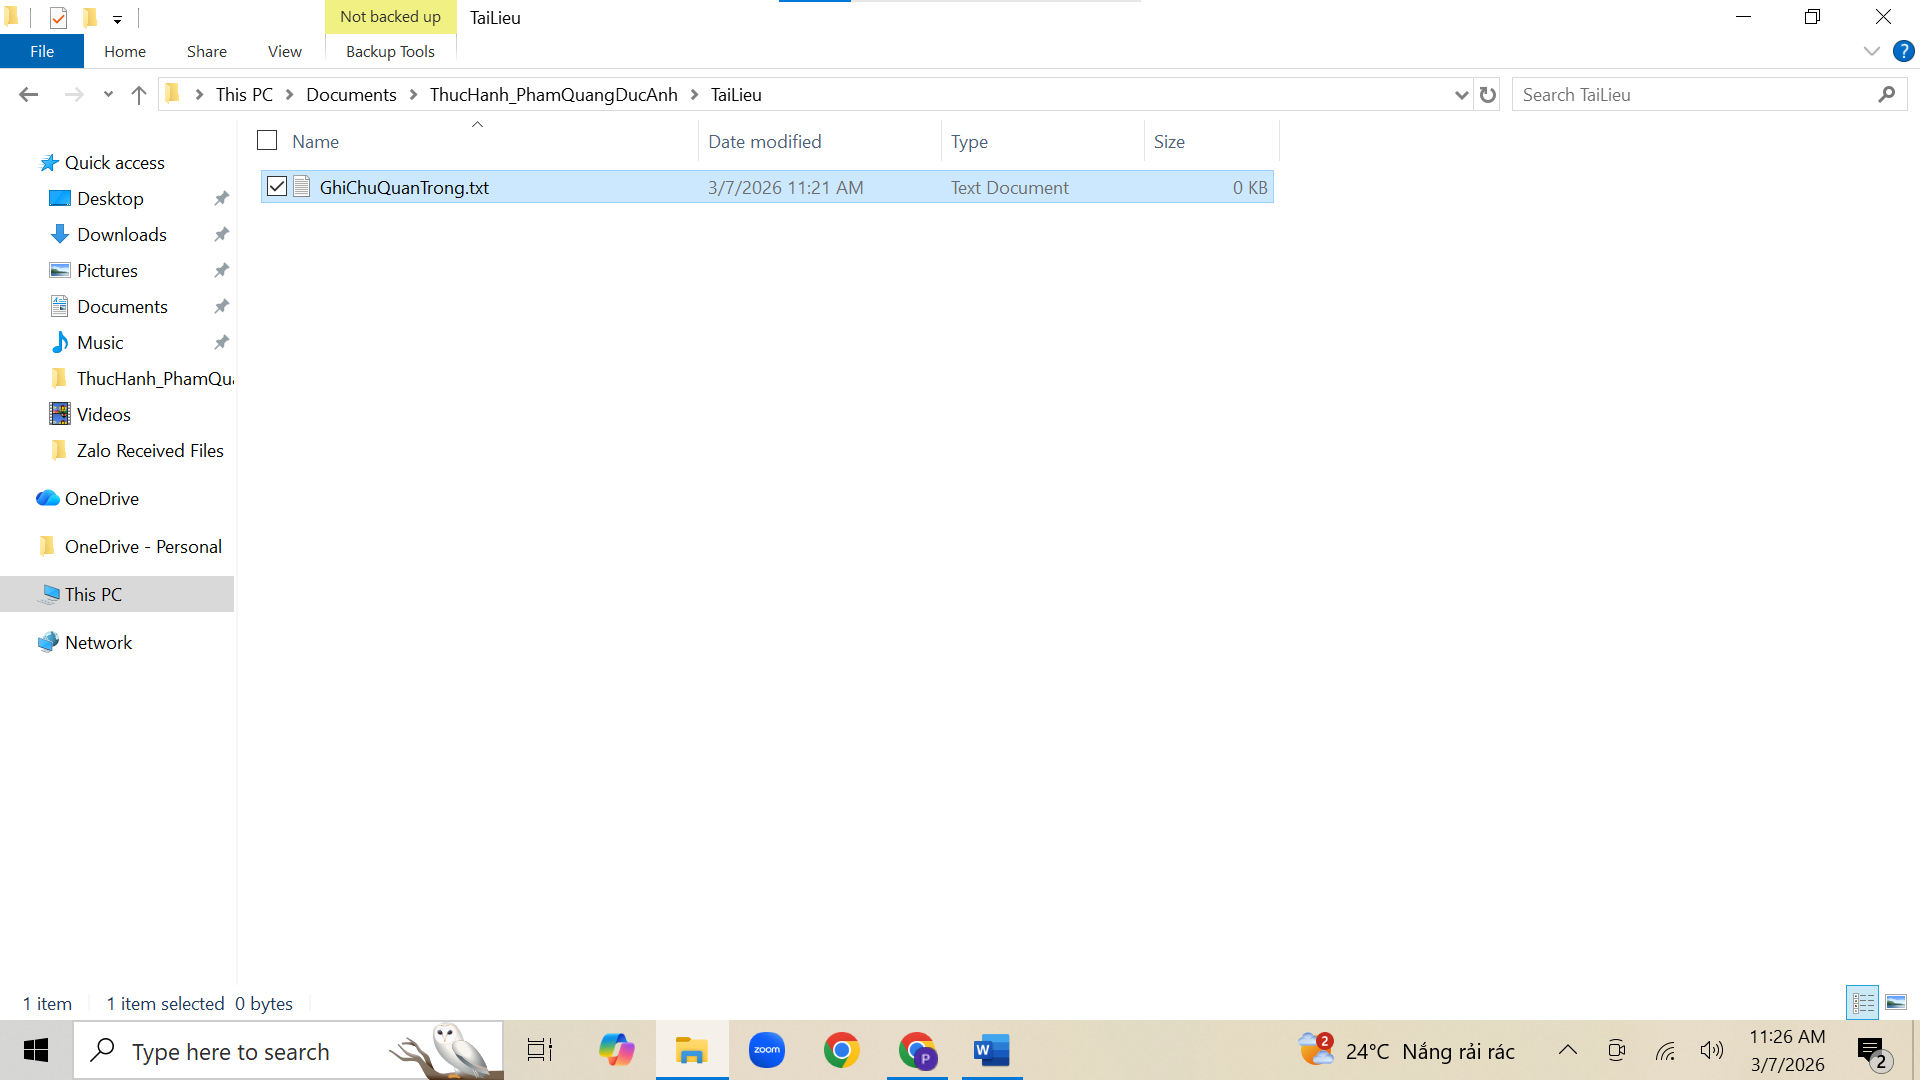 Not backed up
TaiLieu
File Home Share View Backup Tools
?
This PC Documents ThucHanh_PhamQuangDucAnh TaiLieu
Search TaiLieu
Name Date modified Type Size
GhiChuQuanTrong.txt 3/7/2026 11:21 AM Text Document 0 KB
Quick access
Desktop
Downloads
Pictures
Documents
Music
ThucHanh_PhamQua
Videos
Zalo Received Files
OneDrive
OneDrive - Personal
This PC
Network
1 item 1 item selected 0 bytes
Type here to search
zoom
P
W
2
24°C Nắng rải rác
11:26 AM
3/7/2026
2